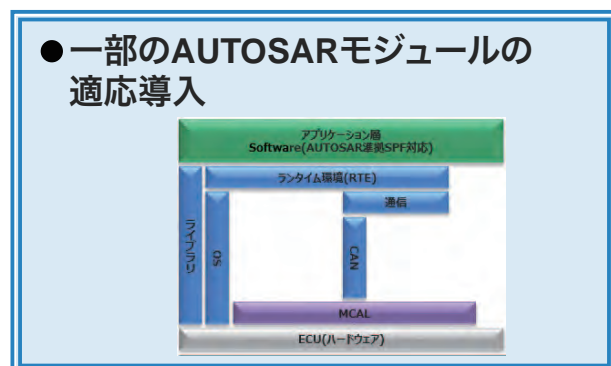 ●一部のAUTOSARモジュールの
適応導入
アプリケーション層
Software(AUTOSAR準拠SPF対応)
ランタイム環境(RTE)
通信
ライブラリ
OS
CAN
MCAL
ECU(ハードウェア)